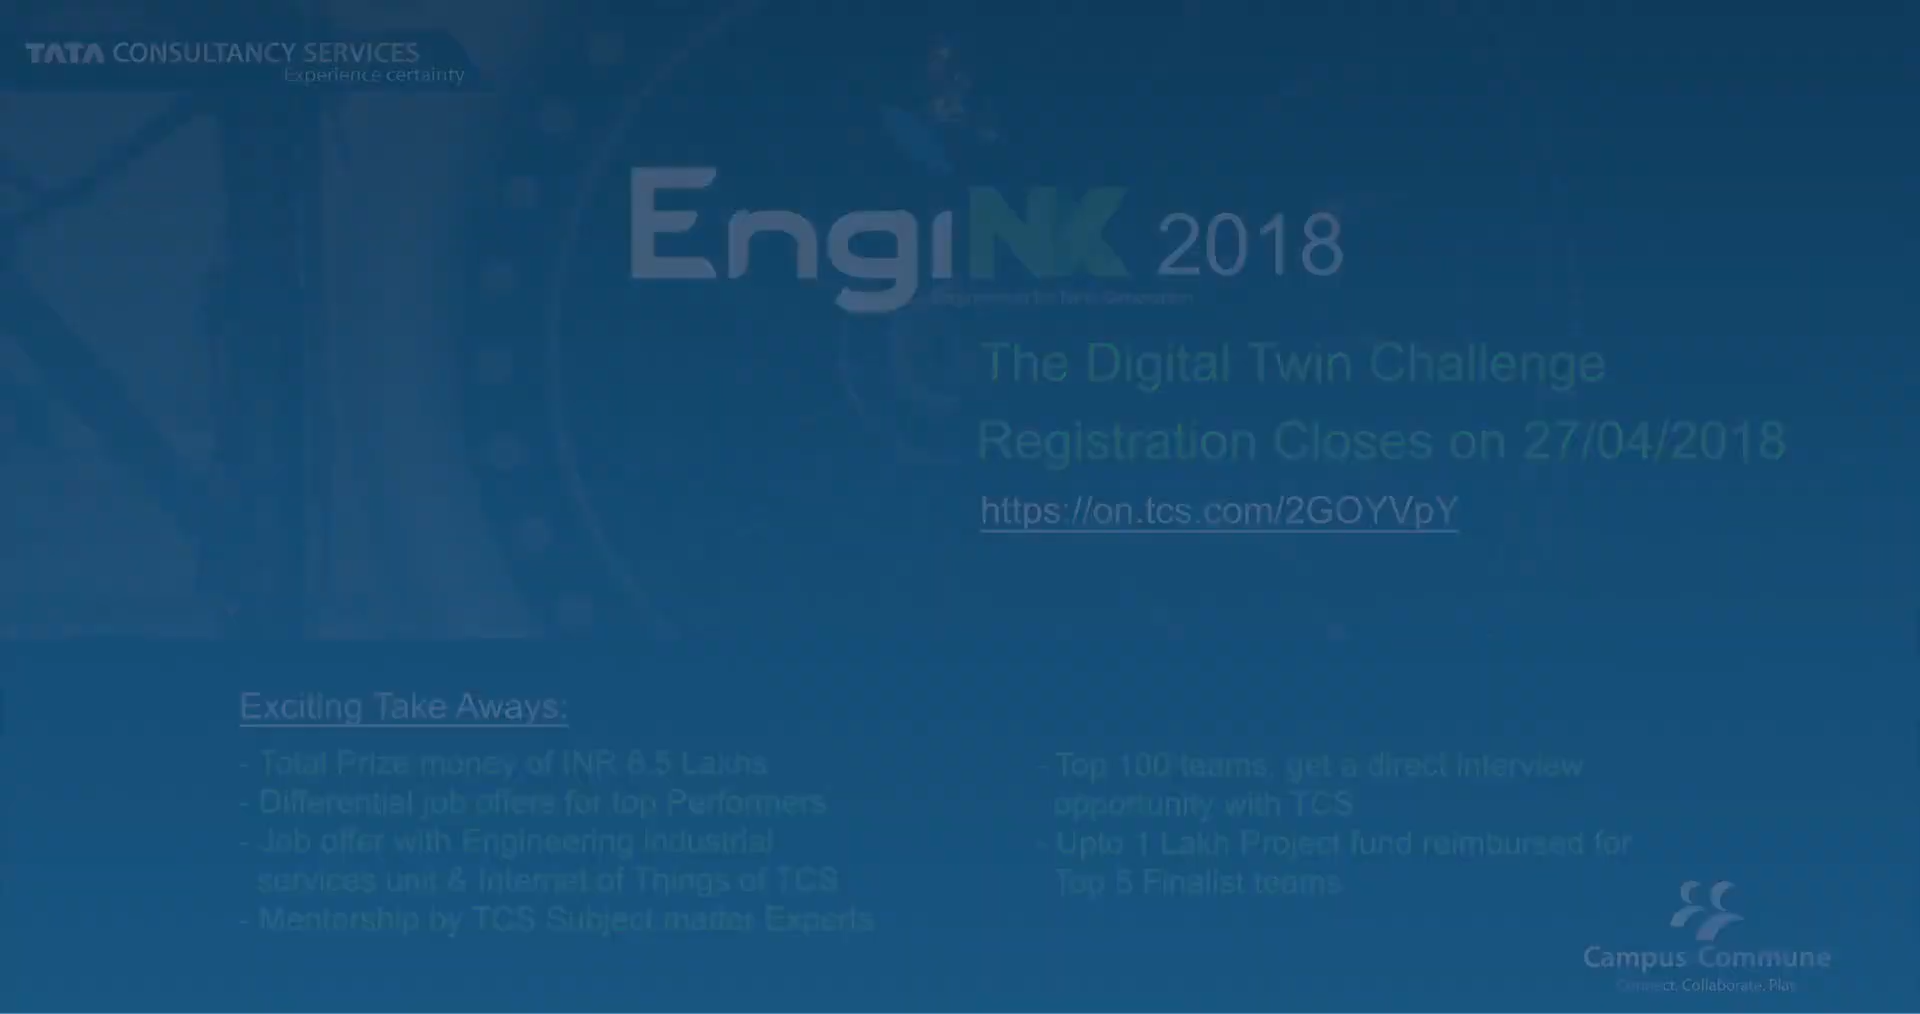 TATA CONSULTANCY SERVICES
Experience certainty
EngiNX 2018
The Digital Twin Challenge
Registration Closes on 27/04/2018
https://on.tcs.com/2GOYVpY
Exciting Take Aways:
- Total Prize money of INR 8.5 Lakhs
- Differential job offers for top Performers
- Job offer with Engineering Industrial
services unit & Internet of Things of TCS
- Mentorship by TCS Subject matter Experts
- Top 100 teams, get a direct interview
opportunity with TCS
- Upto 1 Lakh Project fund reimbursed for
Top 5 Finalist teams
Campus Commune
Connect. Collaborate. Play.